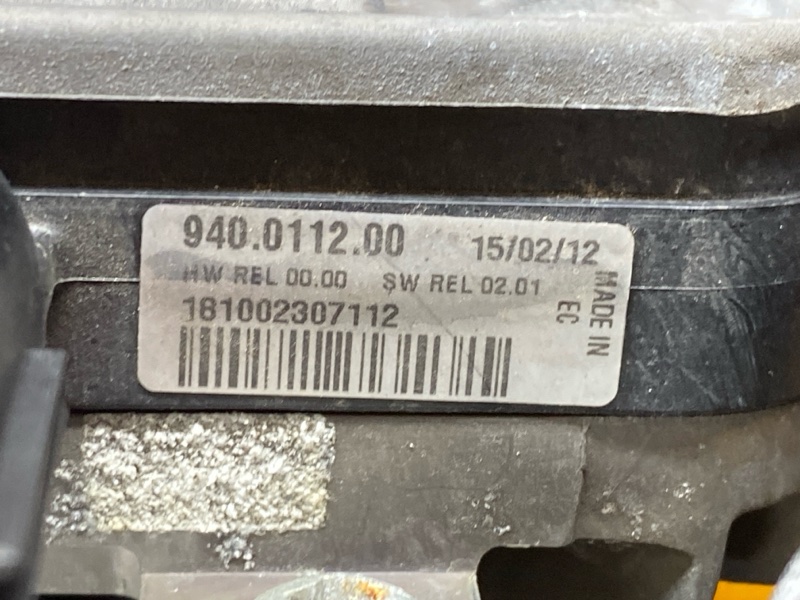 940.0112.00 15/02/12
HW REL 00.00 SW REL 02.01
181002307112
MADE IN
EC